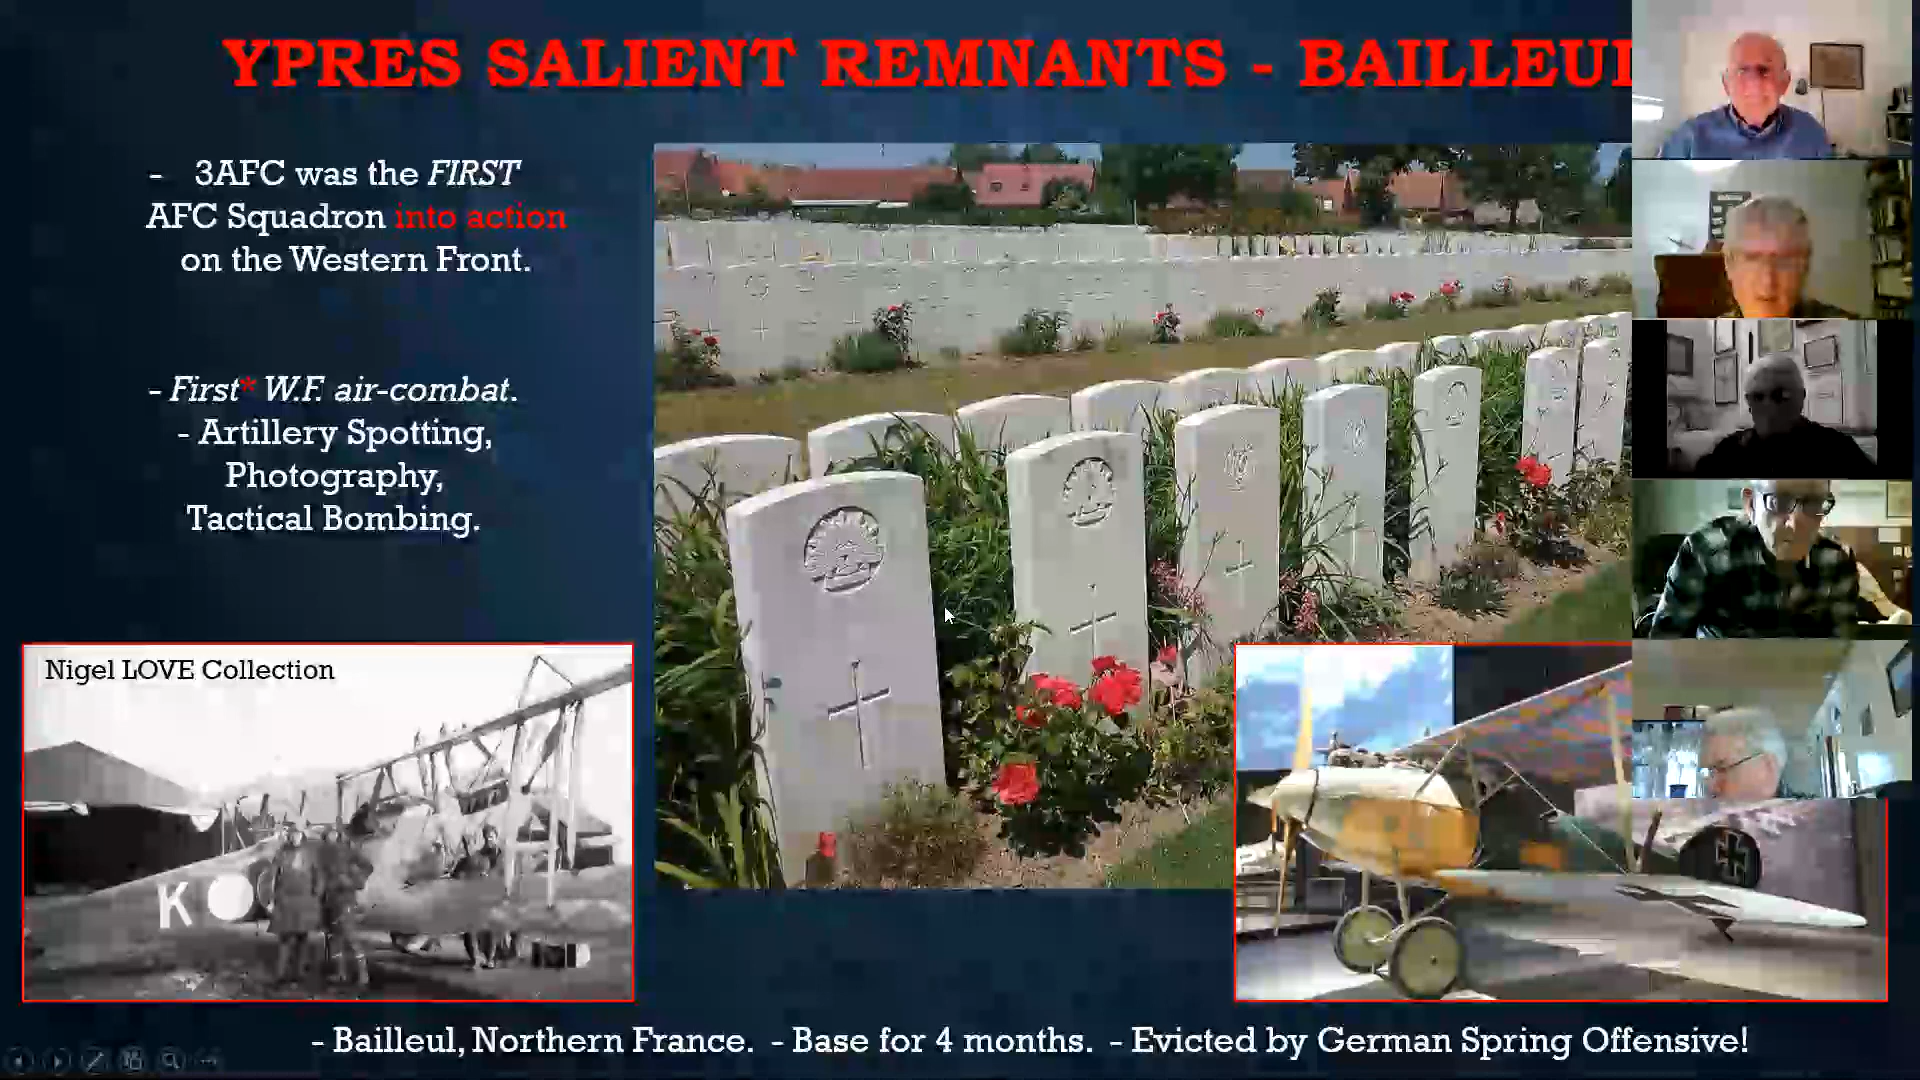 YPRES SALIENT REMNANTS - BAILLEUL
- 3AFC was the FIRST
AFC Squadron into action
on the Western Front.
- First* W.F. air-combat.
- Artillery Spotting,
Photography,
Tactical Bombing.
Nigel LOVE Collection
K
- Bailleul, Northern France. - Base for 4 months. - Evicted by German Spring Offensive!